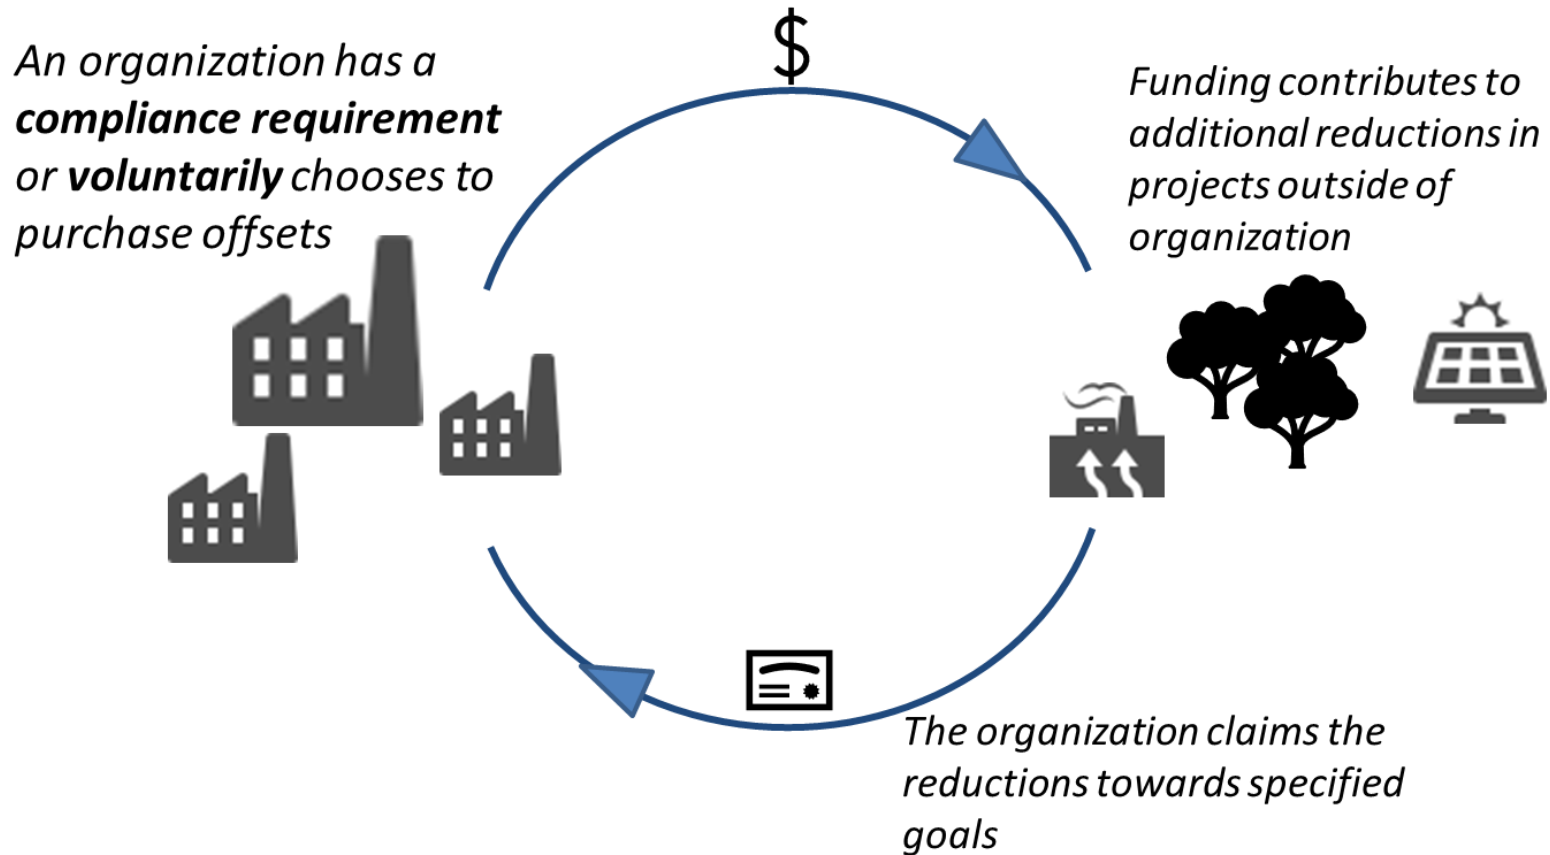 An organization has a
compliance requirement
or voluntarily chooses to
purchase offsets
$
Funding contributes to
additional reductions in
projects outside of
organization
The organization claims the
reductions towards specified
goals